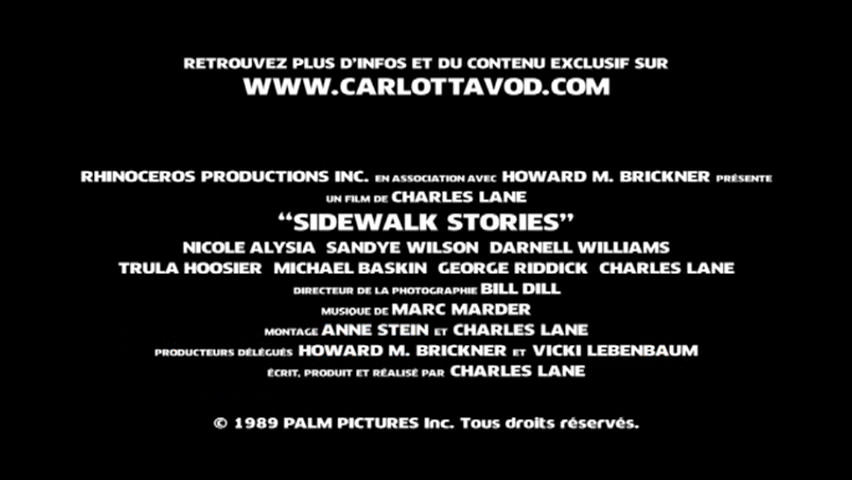 RETROUVEZ PLUS D'INFOS ET DU CONTENU EXCLUSIF SUR
WWW.CARLOTTAVOD.COM
RHINOCEROS PRODUCTIONS INC. EN ASSOCIATION AVEC HOWARD M. BRICKNER PRÉSENTE
UN FILM DE CHARLES LANE
“SIDEWALK STORIES”
NICOLE ALYSIA SANDYE WILSON DARNELL WILLIAMS
TRULA HOOSIER MICHAEL BASKIN GEORGE RIDDICK CHARLES LANE
DIRECTEUR DE LA PHOTOGRAPHIE BILL DILL
MUSIQUE DE MARC MARDER
MONTAGE ANNE STEIN ET CHARLES LANE
PRODUCTEURS DÉLÉGUÉS HOWARD M. BRICKNER ET VICKI LEBENBAUM
ÉCRIT, PRODUIT ET RÉALISÉ PAR CHARLES LANE
© 1989 PALM PICTURES Inc. Tous droits réservés.